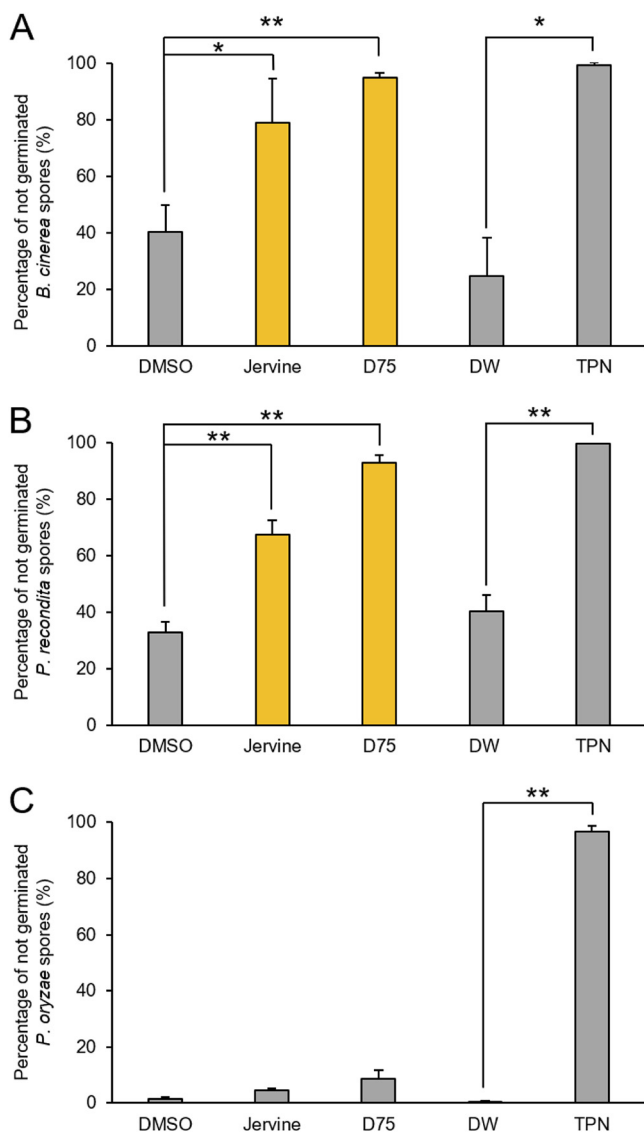 A
**
*
*
Percentage of not germinated
B. cinerea spores (%)
100
80
60
40
20
0
DMSO
Jervine
D75
DW
TPN
B
**
**
**
Percentage of not germinated
P. recondita spores (%)
100
80
60
40
20
0
DMSO
Jervine
D75
DW
TPN
C
**
Percentage of not germinated
P. oryzae spores (%)
100
80
60
40
20
0
DMSO
Jervine
D75
DW
TPN